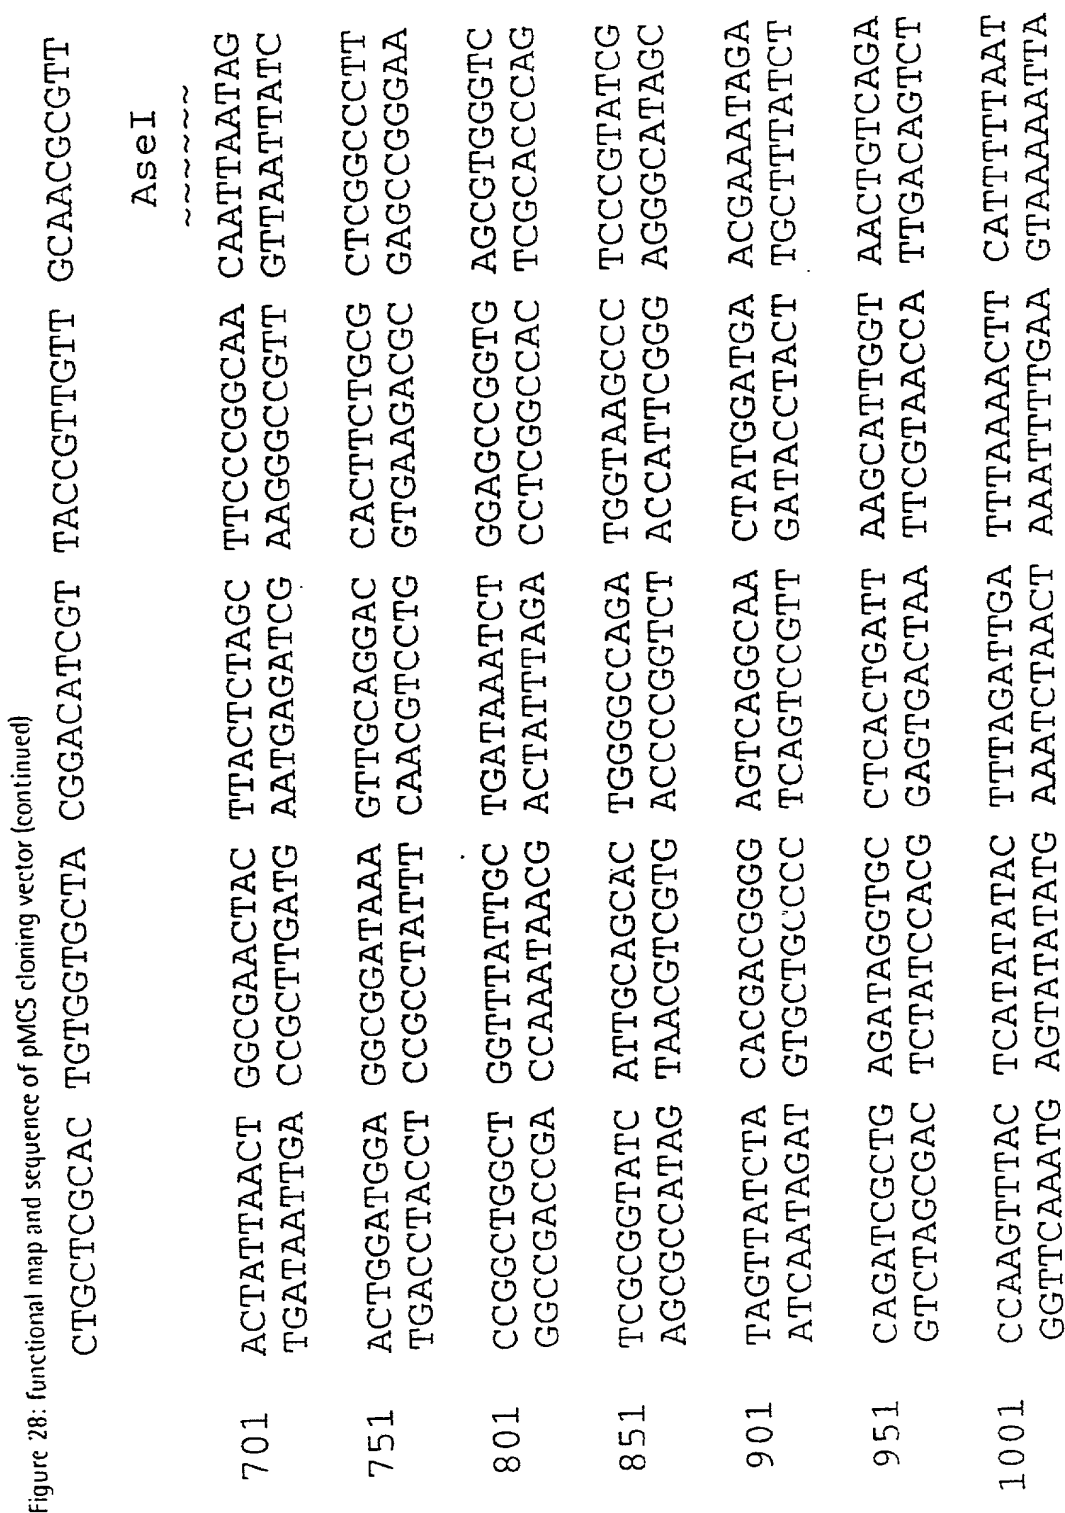 Figure 28: functional map and sequence of pMCS cloning vector (continued)
CTGCTCGCAC TGTGGTGCTA CGGACATCGT TACCGTTGTT GCAACGCGTT
AseI
~~~~~~
701 ACTATTAACT GGCGAACTAC TTACTCTAGC TTCCCGGCAA CAATTAATAG
TGATAATTGA CCGCTTGATG AATGAGATCG AAGGGCCGTT GTTAATTATC
751 ACTGGATGGA GGCGGATAAA GTTGCAGGAC CACTTCTGCG CTCGGCCCTT
TGACCTACCT CCGCCTATTT CAACGTCCTG GTGAAGACGC GAGCCGGGAA
801 CCGGCTGGCT GGTTTATTGC TGATAAATCT GGAGCCGGTG AGCGTGGGTC
GGCCGACCGA CCAAATAACG ACTATTTAGA CCTCGGCCAC TCGCACCCAG
851 TCGCGGTATC ATTGCAGCAC TGGGGCCAGA TGGTAAGCCC TCCCGTATCG
AGCGCCATAG TAACGTCGTG ACCCCGGTCT ACCATTCGGG AGGGCATAGC
901 TAGTTATCTA CACGACGGGG AGTCAGGCAA CTATGGATGA ACGAAATAGA
ATCAATAGAT GTGCTGCCCC TCAGTCCGTT GATACCTACT TGCTTTATCT
951 CAGATCGCTG AGATAGGTGC CTCACTGATT AAGCATTGGT AACTGTCAGA
GTCTAGCGAC TCTATCCACG GAGTGACTAA TTCGTAACCA TTGACAGTCT
1001 CCAAGTTTAC TCATATATAC TTTAGATTGA TTTAAAACTT CATTTTTAAT
GGTTCAAATG AGTATATATG AAATCTAACT AAATTTTGAA GTAAAAATTA